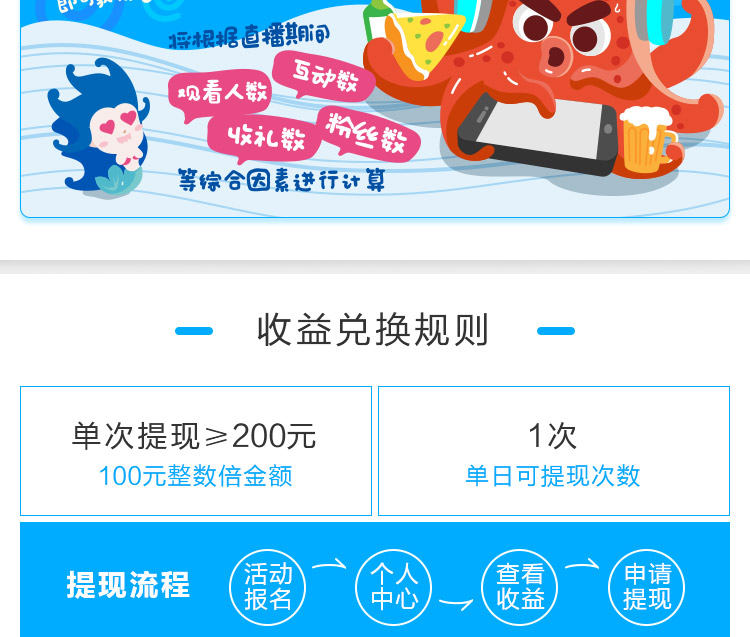 将根据直播期间
互动数
观看人数
粉丝数
收礼数
等综合因素进行计算
收益兑换规则
单次提现≥200元
100元整数倍金额
1次
单日可提现次数
提现流程
活动
报名
个人
中心
查看
收益
申请
提现